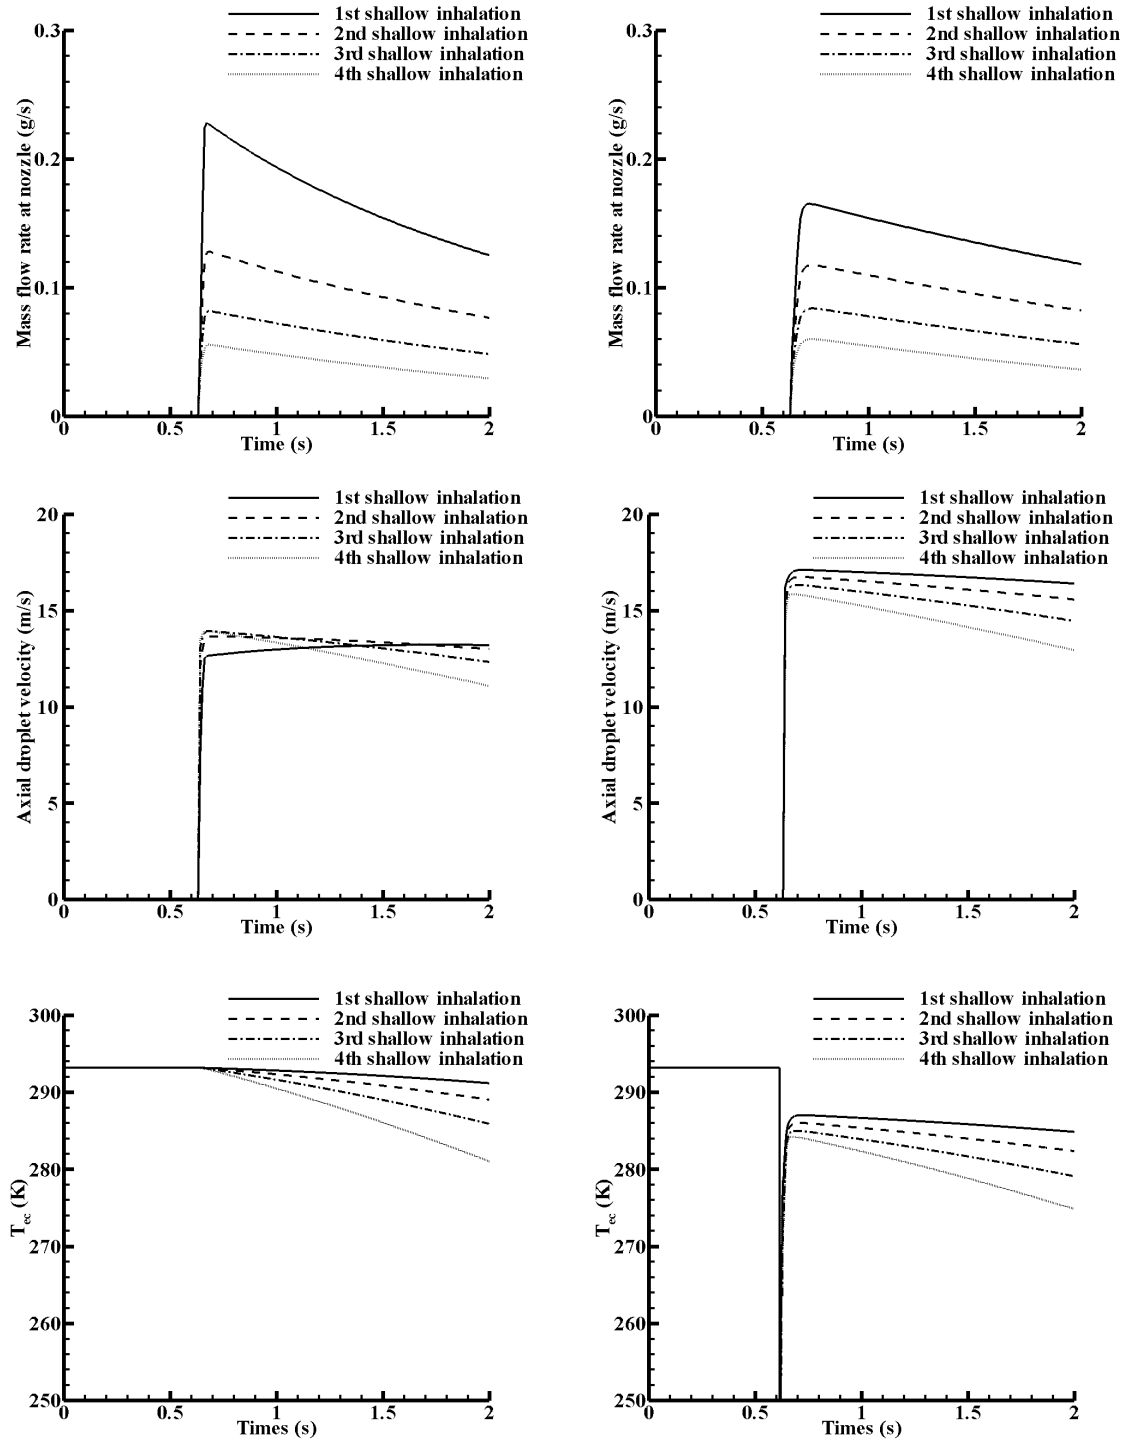 1st shallow inhalation
2nd shallow inhalation
3rd shallow inhalation
4th shallow inhalation
0.3
0.2
0.1
0
Mass flow rate at nozzle (g/s)
0 0.5 1 1.5 2
Time (s)
1st shallow inhalation
2nd shallow inhalation
3rd shallow inhalation
4th shallow inhalation
0.3
0.2
0.1
0
Mass flow rate at nozzle (g/s)
0 0.5 1 1.5 2
Time (s)
1st shallow inhalation
2nd shallow inhalation
3rd shallow inhalation
4th shallow inhalation
20
15
10
5
0
Axial droplet velocity (m/s)
0 0.5 1 1.5 2
Time (s)
1st shallow inhalation
2nd shallow inhalation
3rd shallow inhalation
4th shallow inhalation
20
15
10
5
0
Axial droplet velocity (m/s)
0 0.5 1 1.5 2
Time (s)
1st shallow inhalation
2nd shallow inhalation
3rd shallow inhalation
4th shallow inhalation
300
290
280
270
260
250
Tec (K)
0 0.5 1 1.5 2
Times (s)
1st shallow inhalation
2nd shallow inhalation
3rd shallow inhalation
4th shallow inhalation
300
290
280
270
260
250
Tec (K)
0 0.5 1 1.5 2
Times (s)